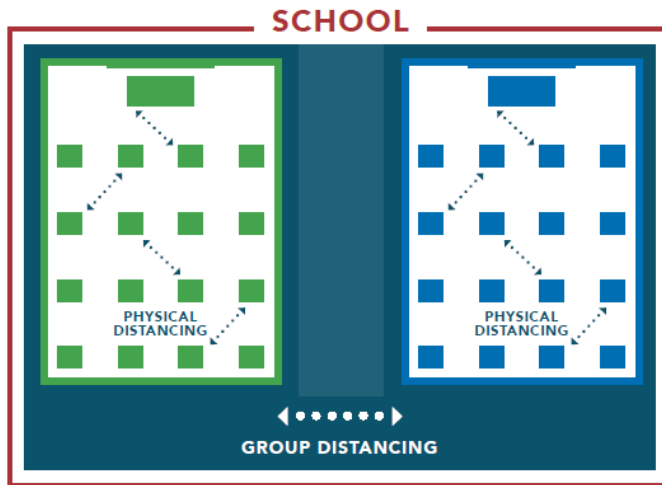 SCHOOL
PHYSICAL
DISTANCING
PHYSICAL
DISTANCING
GROUP DISTANCING